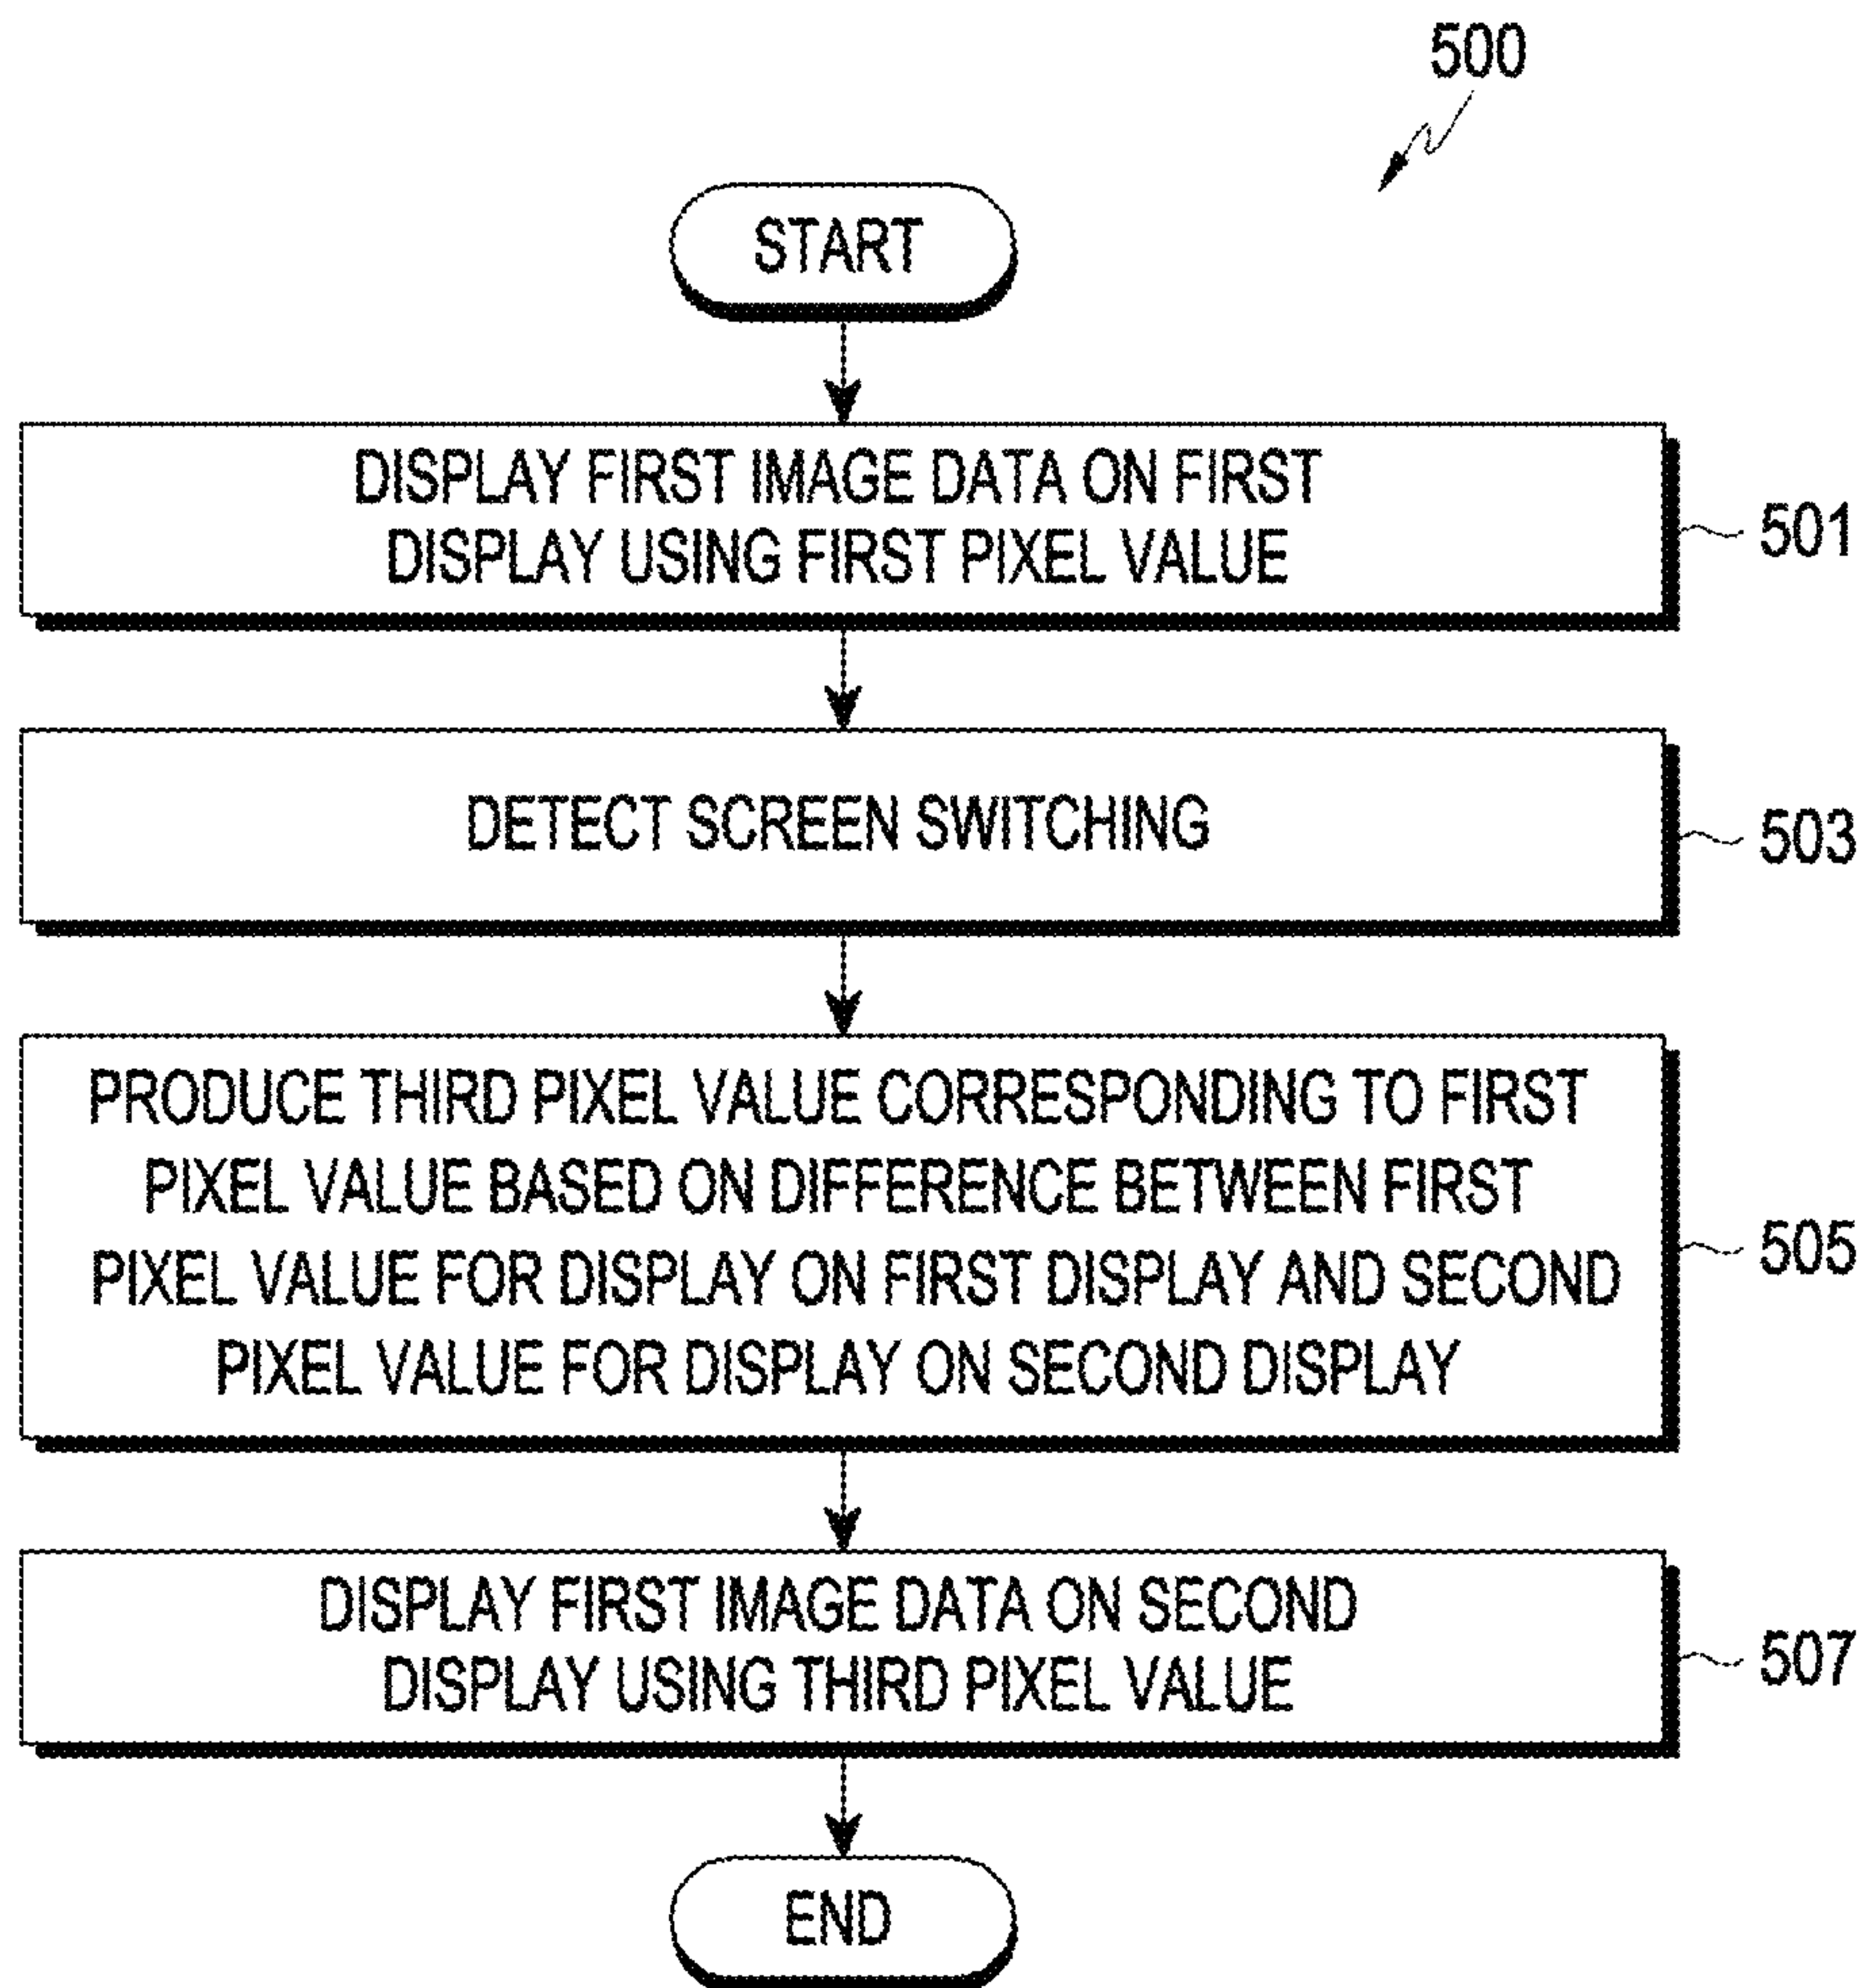 500
START
DISPLAY FIRST IMAGE DATA ON FIRST
DISPLAY USING FIRST PIXEL VALUE
501
DETECT SCREEN SWITCHING
503
PRODUCE THIRD PIXEL VALUE CORRESPONDING TO FIRST
PIXEL VALUE BASED ON DIFFERENCE BETWEEN FIRST
PIXEL VALUE FOR DISPLAY ON FIRST DISPLAY AND SECOND
PIXEL VALUE FOR DISPLAY ON SECOND DISPLAY
505
DISPLAY FIRST IMAGE DATA ON SECOND
DISPLAY USING THIRD PIXEL VALUE
507
END